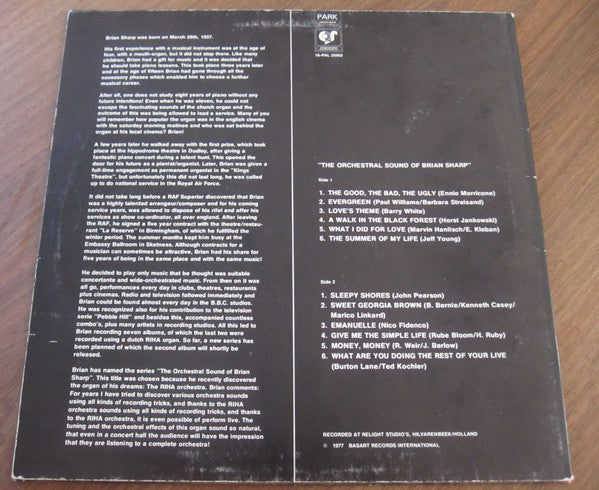 Brian Sharp was born on March 26th, 1937.
His first experience with a musical instrument was at the age of
four, with a mouth-organ, but it did not stop there. Like many
children, Brian had a gift for music and it was decided that
he should take piano lessons. This took place three years later
and at the age of fifteen Brian had gone through all the
necessary phases which enabled him to choose a further
musical career.
After all, one does not study eight years of piano without any
future intentions! Even when he was eleven, he could not
escape the fascinating sounds of the church organ and the
outcome of this was being allowed to lead a service. Many of you
will remember how popular the organ was in the english cinema
with the saturday morning matinee and who was sat behind the
organ at his local cinema? Brian!
A few years later he walked away with the first prize, which took
place at the hippodrome theatre in Dudley, after giving a
fantastic piano concert during a talent hunt. This opened the
door for his future as a pianist/organist. Later, Brian was given a
full-time engagement as permanent organist in the "Kings
Theatre", but unfortunately this did not last long, he was called
up to do national service in the Royal Air Force.
It did not take long before a RAF Superior discovered that Brian
was a highly talented arrangeur/composer and for his coming
service years, was allowed to dispose of his rifel and offer his
services as show co-ordinator, all over england. After leaving
the RAF, he signed a five year contract with the theatre/restau-
rant "La Reserve" in Birmingham, of which he fullfilled the
winter period. The summer months kept him busy at the
Embassy Ballroom in Sketness. Although contracts for a
musician can sometimes be attractive, Brian had his share for
five years of being in the same place and with the same music!
He decided to play only music that he thought was suitable
concertante and wide-orchestrated music. From then on it was
all go, performances every day in clubs, theatres, restaurants
plus cinemas. Radio and television followed immediately and
Brian could be found almost every day in the B.B.C. studios.
He was recognized also for his contribution to the television
serie "Pebble Hill" and besides this, accompanied countless
combo's, plus many artists in recording studios. All this led to
Brian recording seven albums, of which the last two were
recorded using a dutch RIHA organ. So far, a new series has
been planned of which the second album will shortly be
released.
Brian has named the series "The Orchestral Sound of Brian
Sharp". This title was chosen because he recently discovered
the organ of his dreams: The RIHA orchestra. Brian comments:
For years I have tried to discover various orchestra sounds
using all kinds of recording tricks, and thanks to the RIHA
orchestra sounds using all kinds of recording tricks, and thanks
to the RIHA orchestra, it is even possible of perform live. The
tuning and the orchestral effects of this organ sound so natural,
that even in a concert hall the audience will have the impression
that they are listening to a complete orchestra!
PARK
"THE ORCHESTRAL SOUND OF BRIAN SHARP"
Side 1
1. THE GOOD, THE BAD, THE UGLY (Ennio Morricone)
2. EVERGREEN (Paul Williams/Barbara Streisand)
3. LOVE'S THEME (Barry White)
4. A WALK IN THE BLACK FOREST (Horst Jankowski)
5. WHAT I DID FOR LOVE (Marvin Hanlisch/E. Kleban)
6. THE SUMMER OF MY LIFE (Jeff Young)
Side 2
1. SLEEPY SHORES (John Pearson)
2. SWEET GEORGIA BROWN (B. Bernie/Kenneth Casey/
Marico Linkard)
3. EMANUELLE (Nico Fidenco)
4. GIVE ME THE SIMPLE LIFE (Rube Bloom/H. Ruby)
5. MONEY, MONEY (R. Weir/J. Barlow)
6. WHAT ARE YOU DOING THE REST OF YOUR LIVE
(Burton Lane/Ted Kochler)
RECORDED AT RELIGHT STUDIO'S, HILVARENBEEK/HOLLAND
© 1977 BASART RECORDS INTERNATIONAL